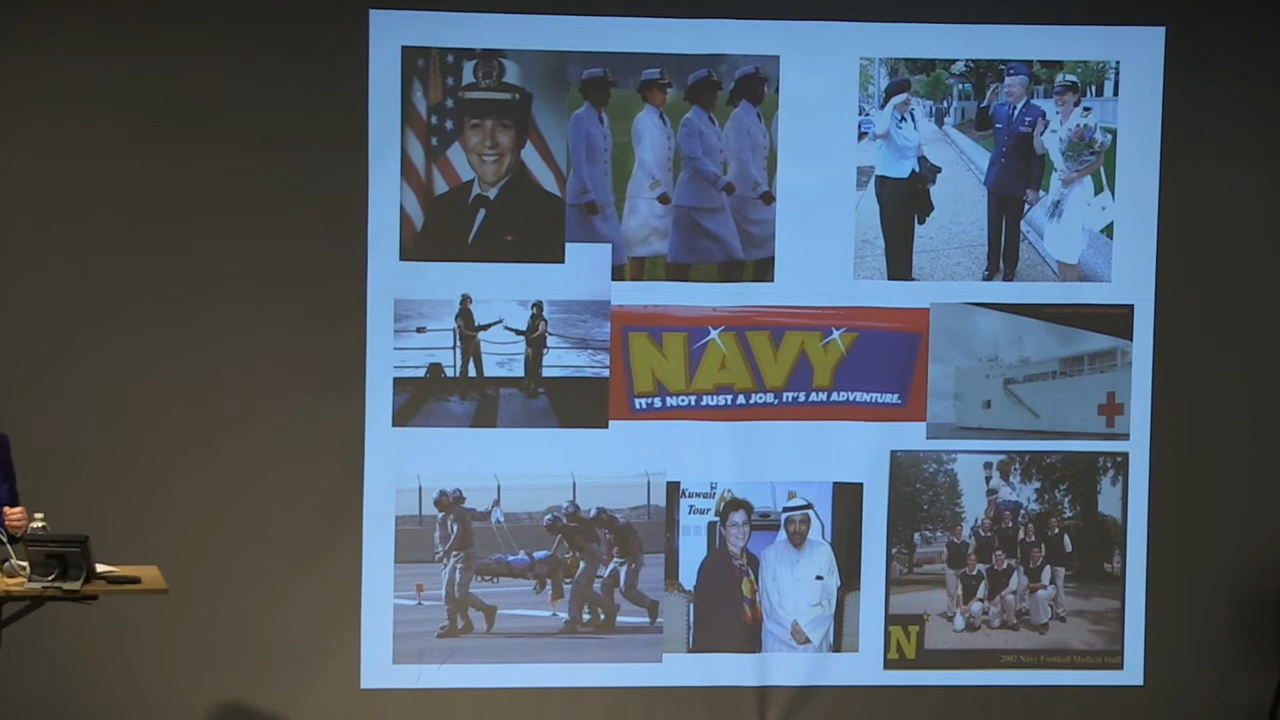 NAVY
IT'S NOT JUST A JOB, IT'S AN ADVENTURE.
Kuwait
Tour
N
2002 Navy Football Medical Staff